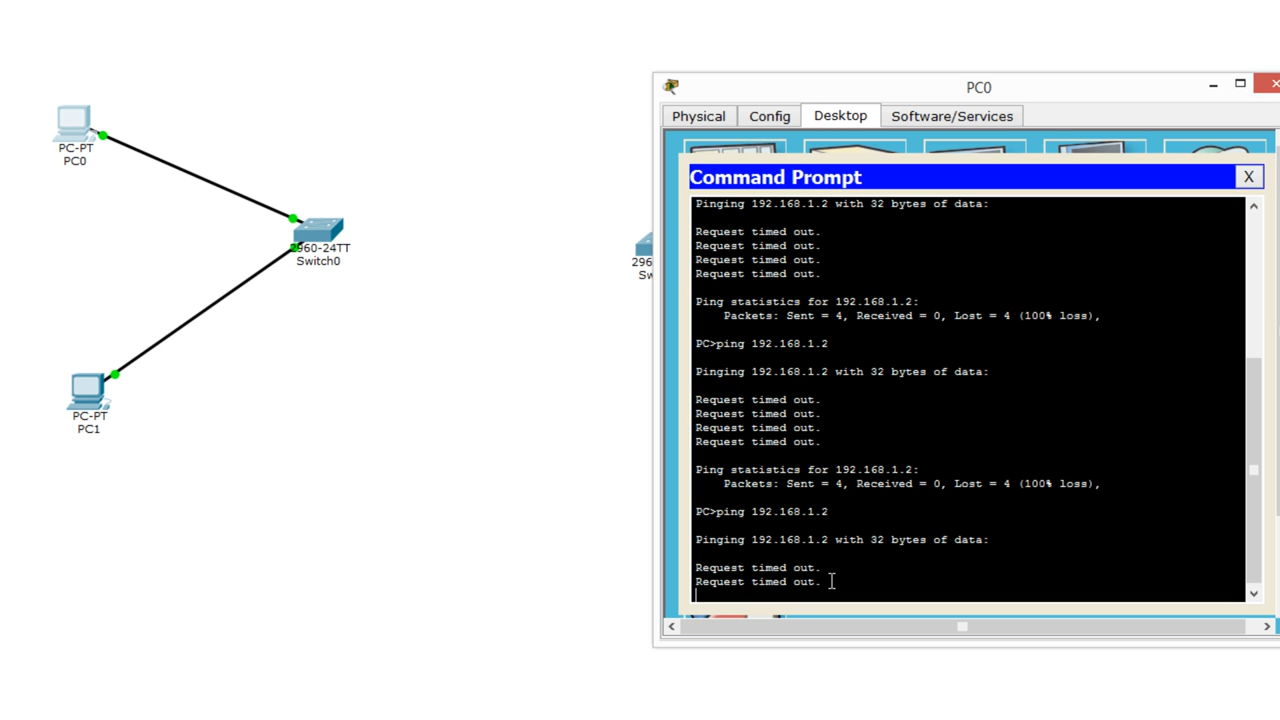 PC-PT
PC0
2960-24TT
Switch0
PC-PT
PC1
296
Sw
PC0
Physical
Config
Desktop
Software/Services
Command Prompt
X
Pinging 192.168.1.2 with 32 bytes of data:
Request timed out.
Request timed out.
Request timed out.
Request timed out.
Ping statistics for 192.168.1.2:
Packets: Sent = 4, Received = 0, Lost = 4 (100% loss),
PC>ping 192.168.1.2
Pinging 192.168.1.2 with 32 bytes of data:
Request timed out.
Request timed out.
Request timed out.
Request timed out.
Ping statistics for 192.168.1.2:
Packets: Sent = 4, Received = 0, Lost = 4 (100% loss),
PC>ping 192.168.1.2
Pinging 192.168.1.2 with 32 bytes of data:
Request timed out.
Request timed out.